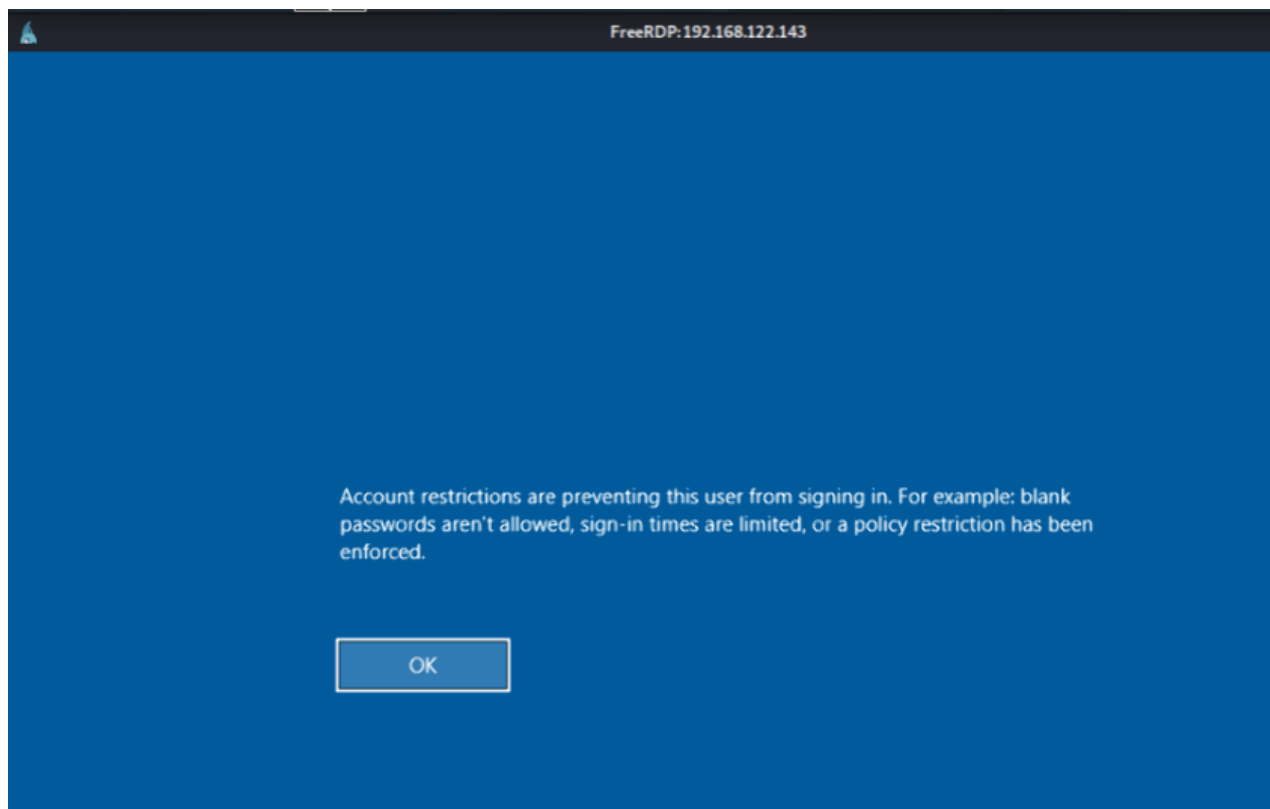 FreeRDP: 192.168.122.143
Account restrictions are preventing this user from signing in. For example: blank
passwords aren't allowed, sign-in times are limited, or a policy restriction has been
enforced.
OK